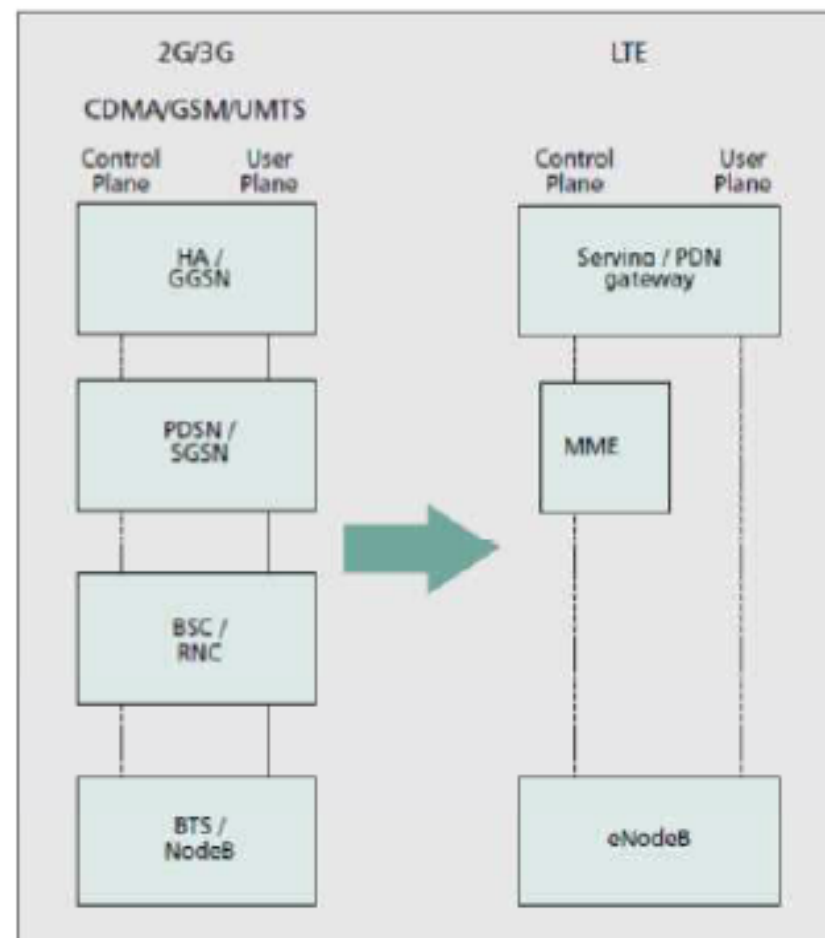 2G/3G
CDMA/GSM/UMTS
Control
Plane
User
Plane
HA /
GGSN
PDSN /
SGSN
BSC /
RNC
BTS /
NodeB
LTE
Control
Plane
User
Plane
Serving / PDN
gateway
MME
eNodeB